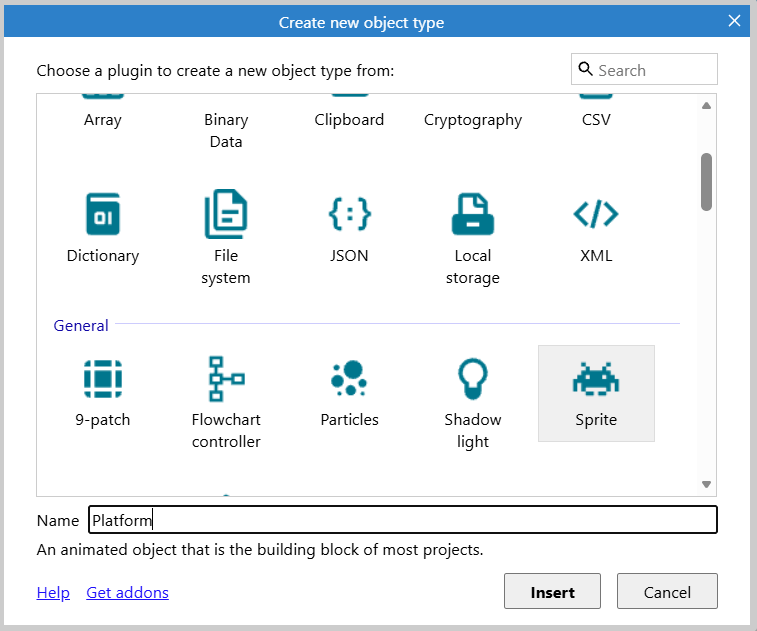 Create new object type
Choose a plugin to create a new object type from:
Search
Array
Binary
Data
Clipboard
Cryptography
CSV
Dictionary
File
system
JSON
Local
storage
XML
General
9-patch
Flowchart
controller
Particles
Shadow
light
Sprite
Name
Platform
An animated object that is the building block of most projects.
Help
Get addons
Insert
Cancel